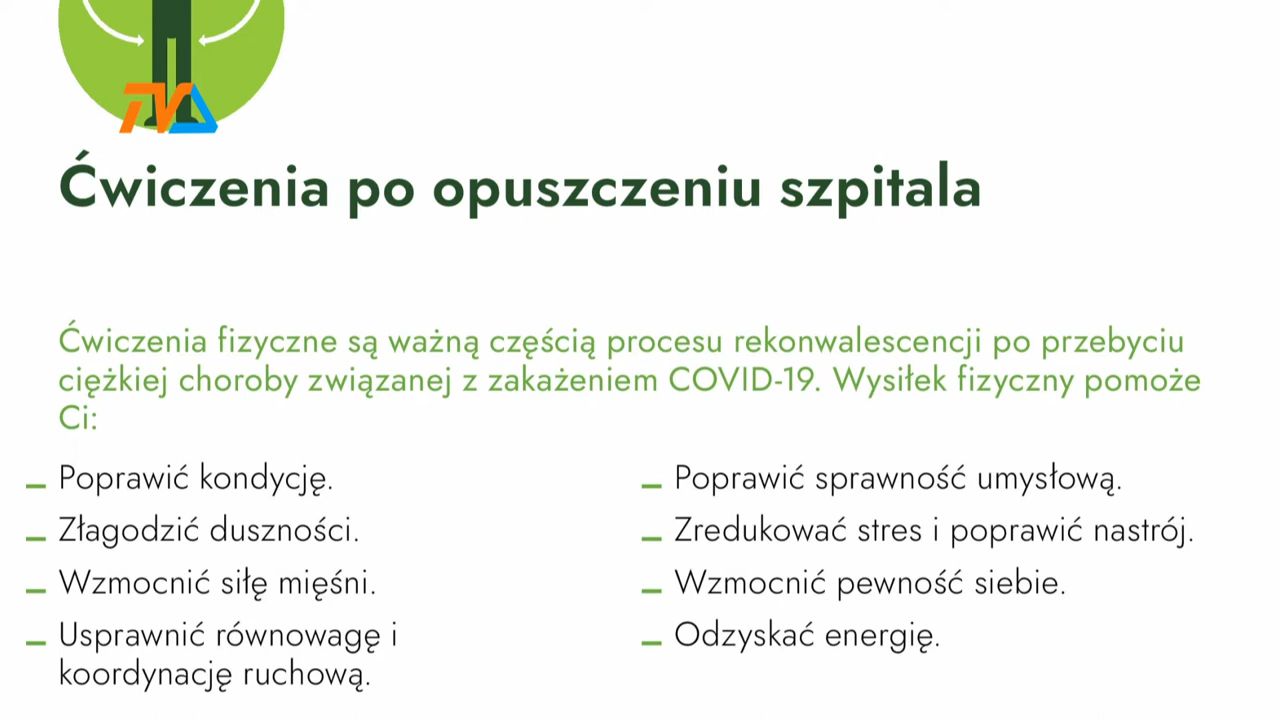 TVA
Ćwiczenia po opuszczeniu szpitala
Ćwiczenia fizyczne są ważną częścią procesu rekonwalescencji po przebyciu
ciężkiej choroby związanej z zakażeniem COVID-19. Wysiłek fizyczny pomoże
Ci:
Poprawić kondycję.
Złagodzić duszności.
Wzmocnić siłę mięśni.
Usprawnić równowagę i
koordynację ruchową.
Poprawić sprawność umysłową.
Zredukować stres i poprawić nastrój.
Wzmocnić pewność siebie.
Odzyskać energię.